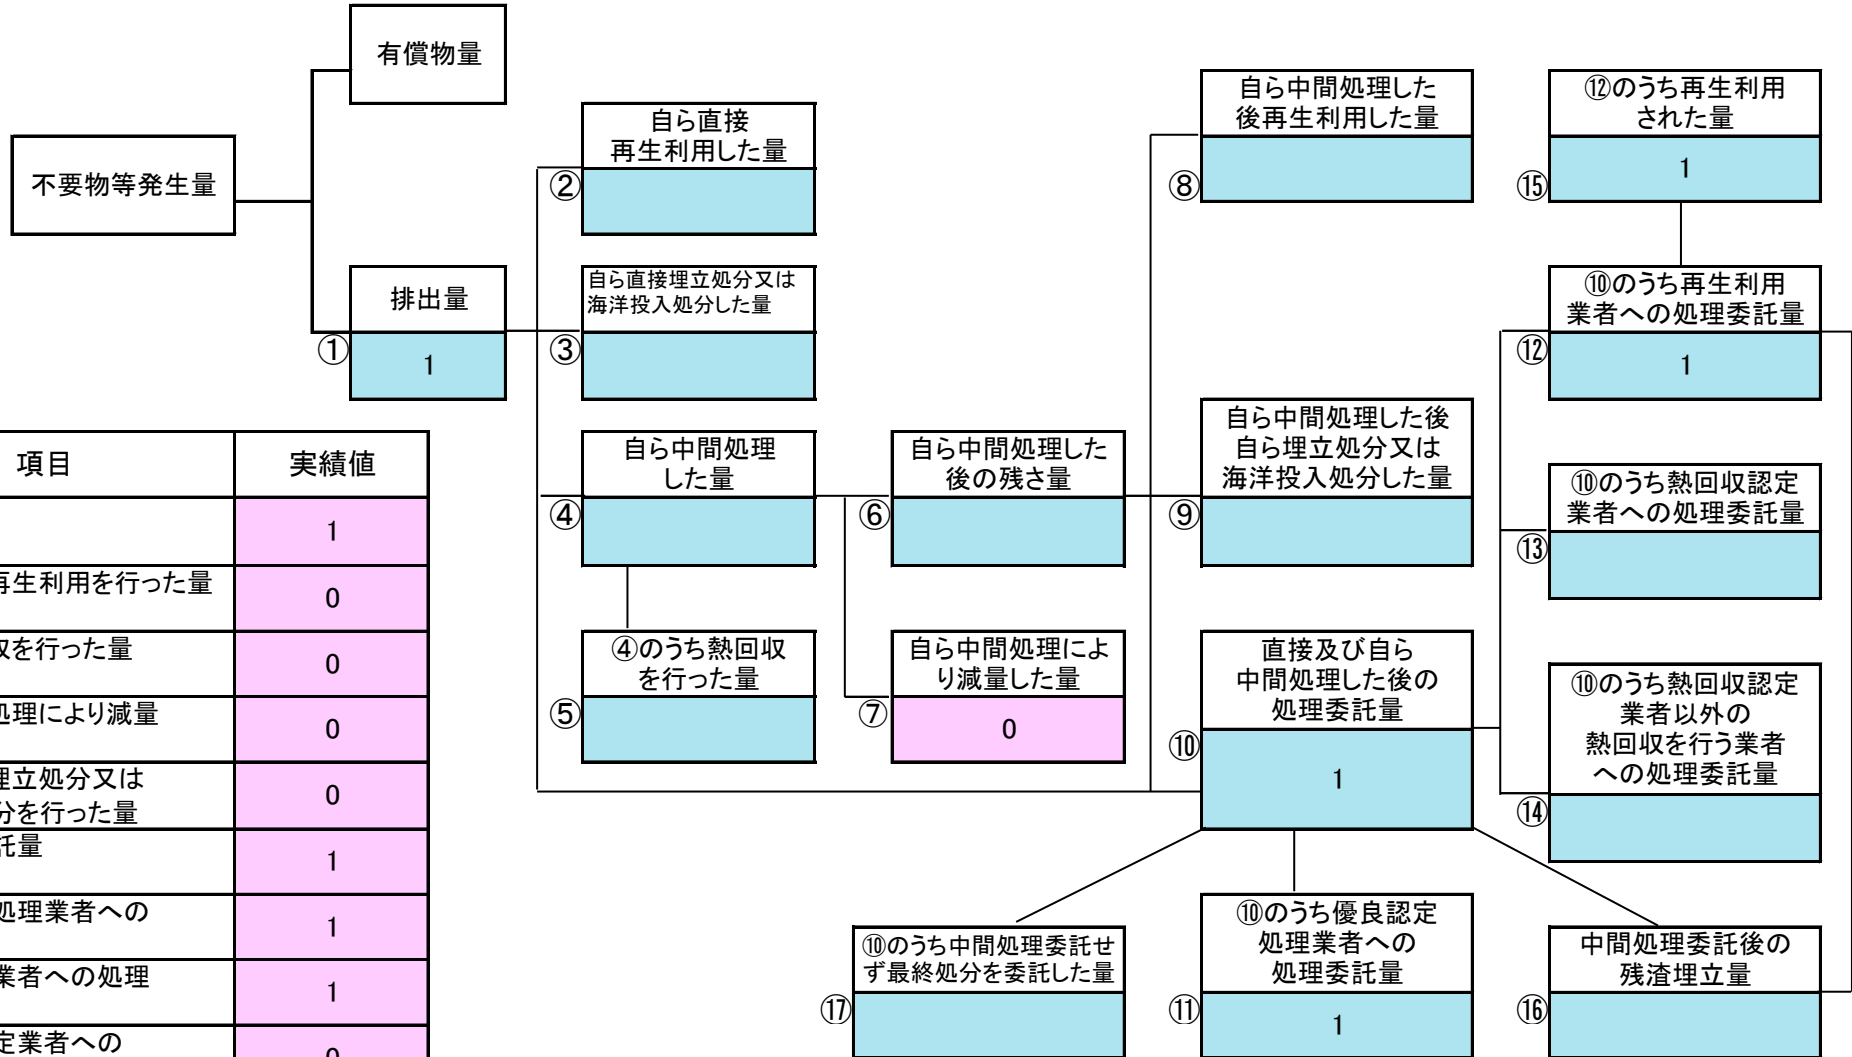 有償物量
不要物等発生量
排出量
①
1
自ら直接
再生利用した量
②
自ら直接埋立処分又は
海洋投入処分した量
③
自ら中間処理
した量
④
④のうち熱回収
を行った量
⑤
自ら中間処理した
後の残さ量
⑥
自ら中間処理によ
り減量した量
⑦
0
自ら中間処理した
後再生利用した量
⑧
自ら中間処理した後
自ら埋立処分又は
海洋投入処分した量
⑨
直接及び自ら
中間処理した後の
処理委託量
⑩
1
⑫のうち再生利用
された量
⑮
1
⑩のうち再生利用
業者への処理委託量
⑫
1
⑩のうち熱回収認定
業者への処理委託量
⑬
⑩のうち熱回収認定
業者以外の
熱回収を行う業者
への処理委託量
⑭
⑩のうち中間処理委託せ
ず最終処分を委託した量
⑰
⑩のうち優良認定
処理業者への
処理委託量
⑪
1
中間処理委託後の
残渣埋立量
⑯
項目 実績値
1
再生利用を行った量 0
を行った量 0
処理により減量 0
埋立処分又は
を行った量 0
託量 1
処理業者への 1
業者への処理 1
定業者への